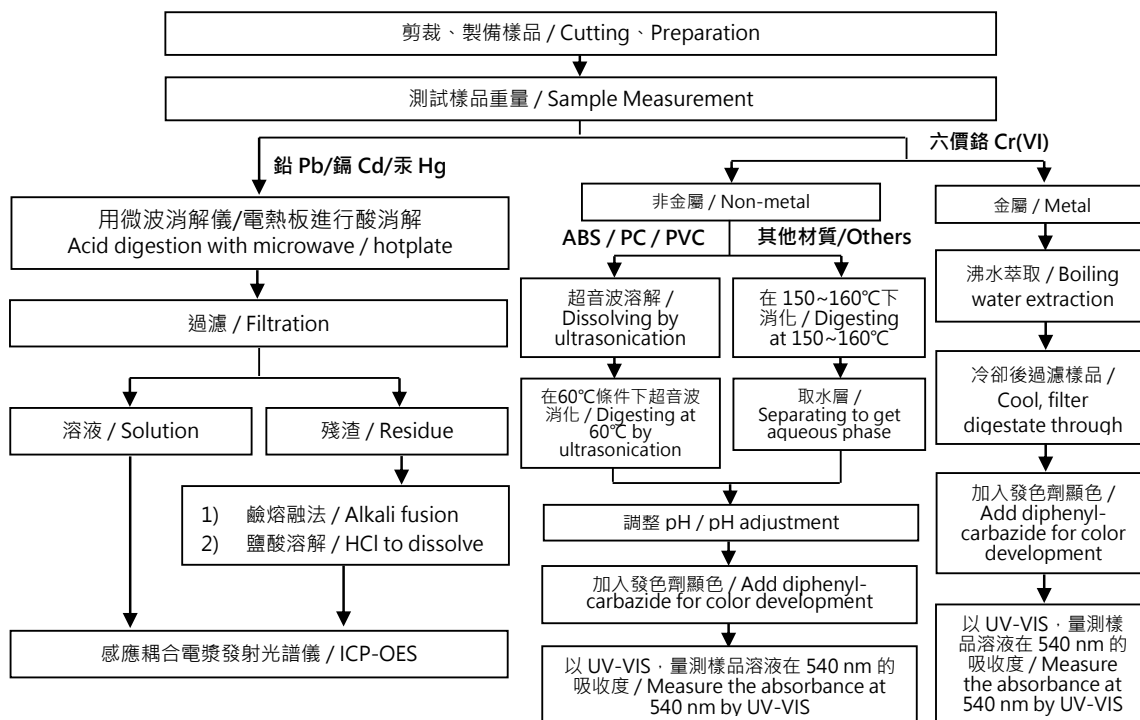 剪裁、製備樣品 / Cutting、Preparation
測試樣品重量 / Sample Measurement
鉛 Pb/鎘 Cd/汞 Hg
六價鉻 Cr(VI)
用微波消解儀/電熱板進行酸消解
Acid digestion with microwave / hotplate
過濾 / Filtration
溶液 / Solution
殘渣 / Residue
1) 鹼熔融法 / Alkali fusion
2) 鹽酸溶解 / HCl to dissolve
感應耦合電漿發射光譜儀 / ICP-OES
非金屬 / Non-metal
ABS / PC / PVC
其他材質/Others
超音波溶解 /
Dissolving by
ultrasonication
在60℃條件下超音波
消化 / Digesting at
60℃ by
ultrasonication
在 150~160℃下
消化 / Digesting
at 150~160℃
取水層 /
Separating to get
aqueous phase
調整 pH / pH adjustment
加入發色劑顯色 / Add diphenyl-
carbazide for color development
以 UV-VIS，量測樣品溶液在 540 nm 的
吸收度 / Measure the absorbance at
540 nm by UV-VIS
金屬 / Metal
沸水萃取 / Boiling
water extraction
冷卻後過濾樣品 /
Cool, filter
digestate through
加入發色劑顯色 /
Add diphenyl-
carbazide for color
development
以 UV-VIS，量測樣
品溶液在 540 nm 的
吸收度 / Measure
the absorbance at
540 nm by UV-VIS